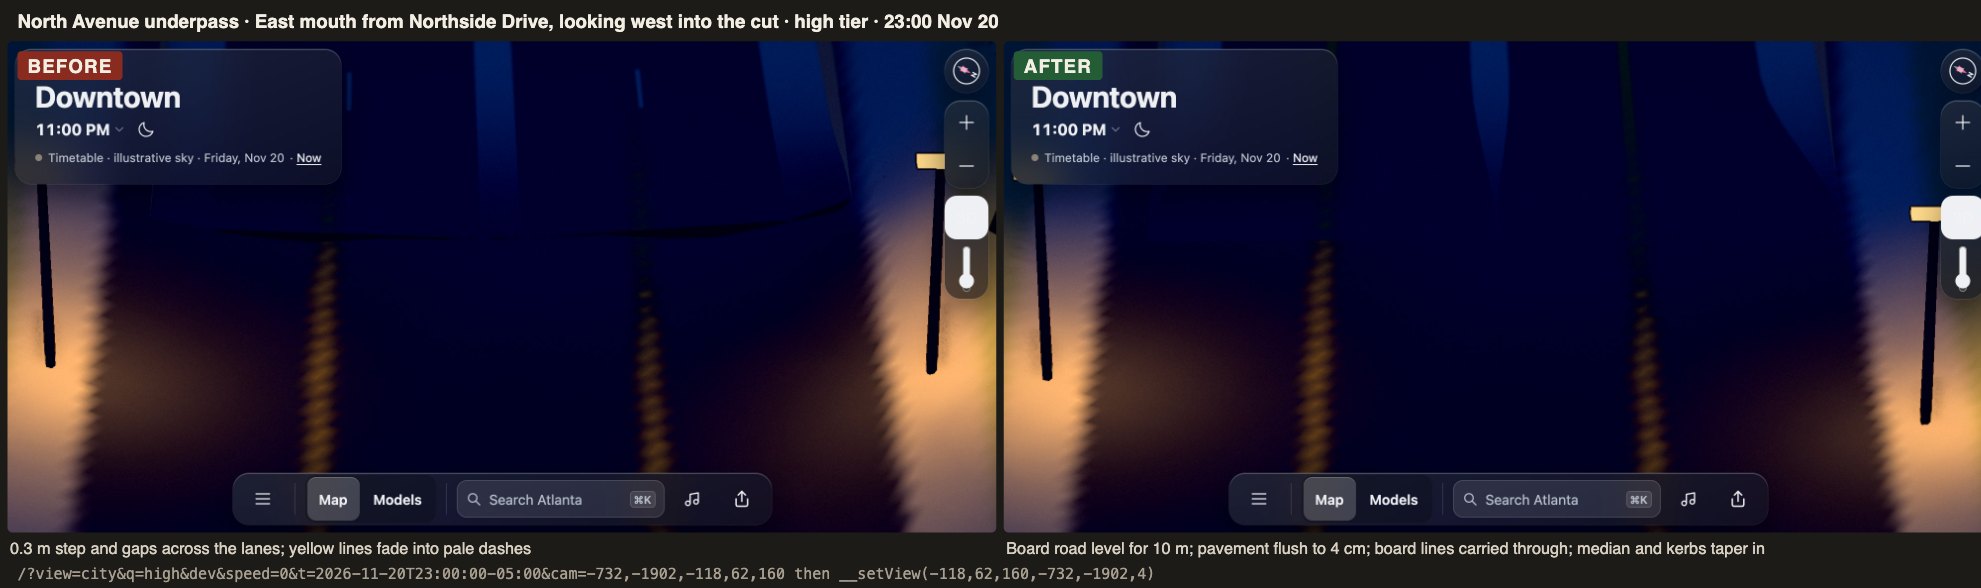 North Avenue underpass · East mouth from Northside Drive, looking west into the cut · high tier · 23:00 Nov 20
BEFORE
Downtown
11:00 PM
Timetable · illustrative sky · Friday, Nov 20 · Now
Map
Models
Search Atlanta
⌘K
0.3 m step and gaps across the lanes; yellow lines fade into pale dashes
AFTER
Downtown
11:00 PM
Timetable · illustrative sky · Friday, Nov 20 · Now
Map
Models
Search Atlanta
⌘K
Board road level for 10 m; pavement flush to 4 cm; board lines carried through; median and kerbs taper in
/?view=city&q=high&dev&speed=0&t=2026-11-20T23:00:00-05:00&cam=-732,-1902,-118,62,160 then __setView(-118,62,160,-732,-1902,4)